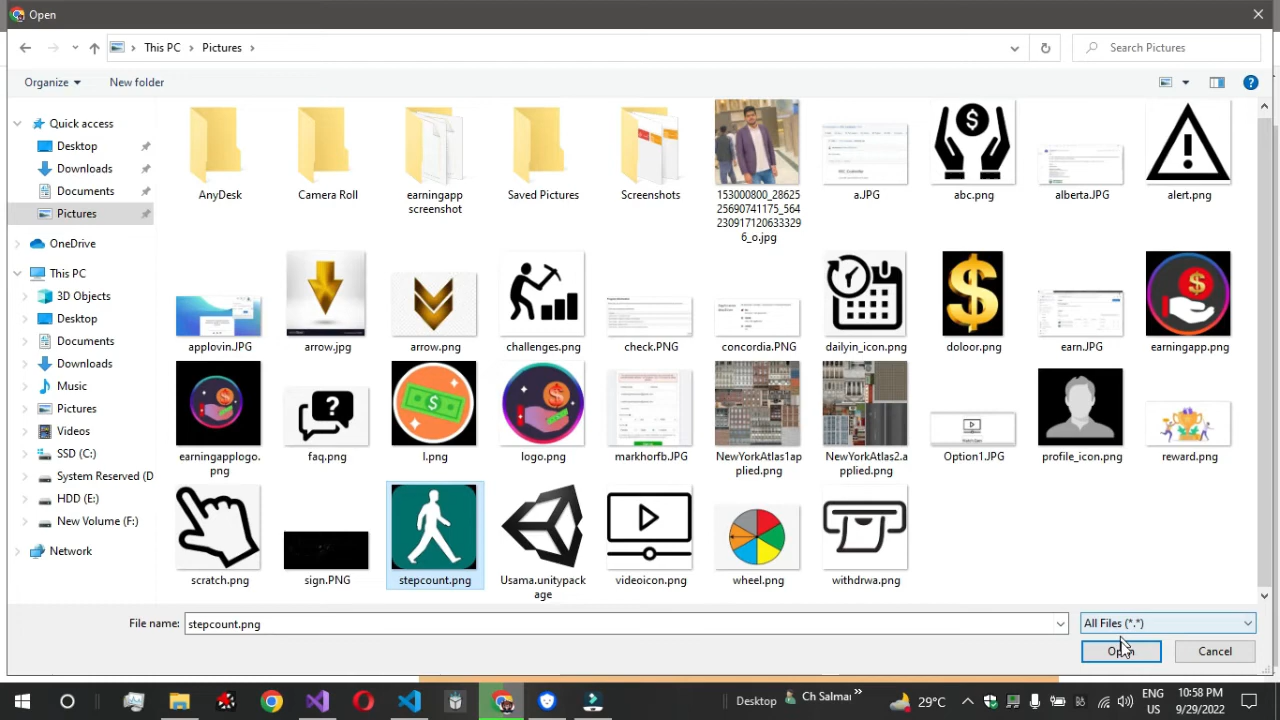 Open
This PC
Pictures
Search Pictures
Organize
New folder
Quick access
Desktop
Downloads
Documents
Pictures
OneDrive
This PC
3D Objects
Desktop
Documents
Downloads
Music
Pictures
Videos
SSD (C:)
System Reserved (D
HDD (E:)
New Volume (F:)
Network
AnyDesk
Camera Roll
earningapp
screenshot
Saved Pictures
Screenshots
153000800_28625
25690741175_564
230917120633329
6_o.jpg
a.JPG
abc.png
alberta.JPG
alert.png
applovin.JPG
arrow.jpg
arrow.png
challenges.png
check.PNG
concordia.PNG
dailyin_icon.png
doloor.png
earn.JPG
earningapp.png
earningapplogo.
png
faq.png
l.png
logo.png
markhorfb.JPG
NewYorkAtlas1ap
plied.png
NewYorkAtlas2.a
pplied.png
Option1.JPG
profile_icon.png
reward.png
scratch.png
sign.PNG
stepcount.png
Usama.unitypack
age
videoicon.png
wheel.png
withdrwa.png
File name:
stepcount.png
All Files (*.*)
Open
Cancel
Desktop
Ch Salmar
29°C
ENG
US
10:58 PM
9/29/2022